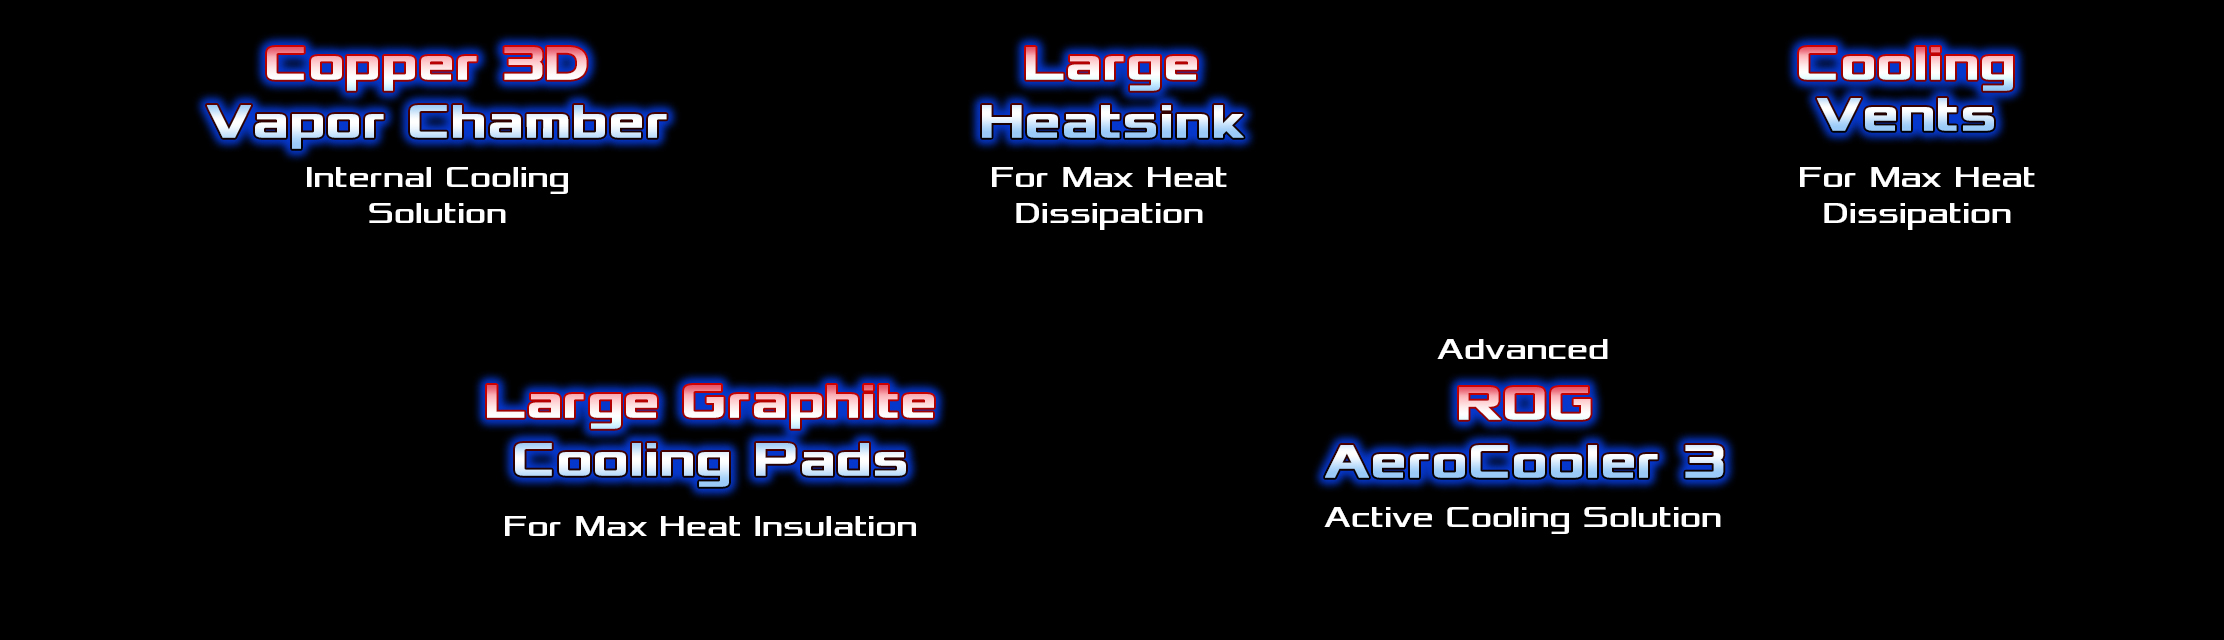 Copper 3D
Vapor Chamber
Internal Cooling
Solution
Large
Heatsink
For Max Heat
Dissipation
Cooling
Vents
For Max Heat
Dissipation
Large Graphite
Cooling Pads
For Max Heat Insulation
Advanced
ROG
AeroCooler 3
Active Cooling Solution